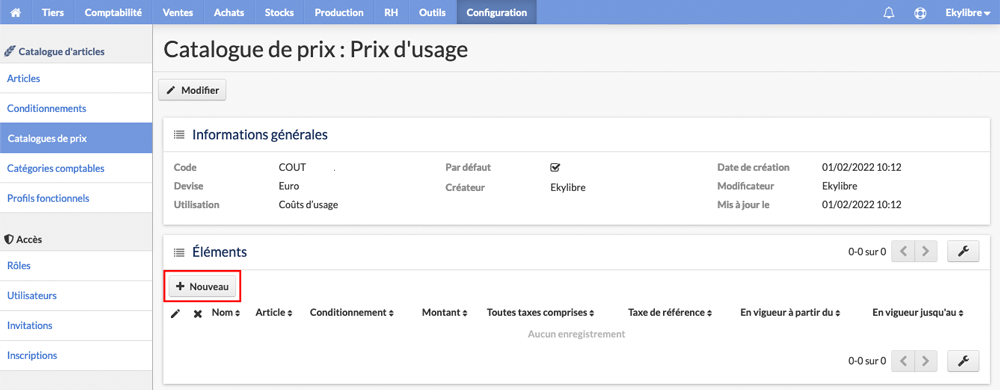 Tiers Comptabilité Ventes Achats Stocks Production RH Outils Configuration Ekylibre
Catalogue d'articles
Articles
Conditionnements
Catalogues de prix
Catégories comptables
Profils fonctionnels
Accès
Rôles
Utilisateurs
Invitations
Inscriptions
Catalogue de prix : Prix d'usage
Modifier
Informations générales
Code COUT Par défaut Date de création 01/02/2022 10:12
Devise Euro Créateur Ekylibre Modificateur Ekylibre
Utilisation Coûts d'usage Mis à jour le 01/02/2022 10:12
Éléments 0-0 sur 0
Nouveau
Nom Article Conditionnement Montant Toutes taxes comprises Taxe de référence En vigueur à partir du En vigueur jusqu'au
Aucun enregistrement
0-0 sur 0